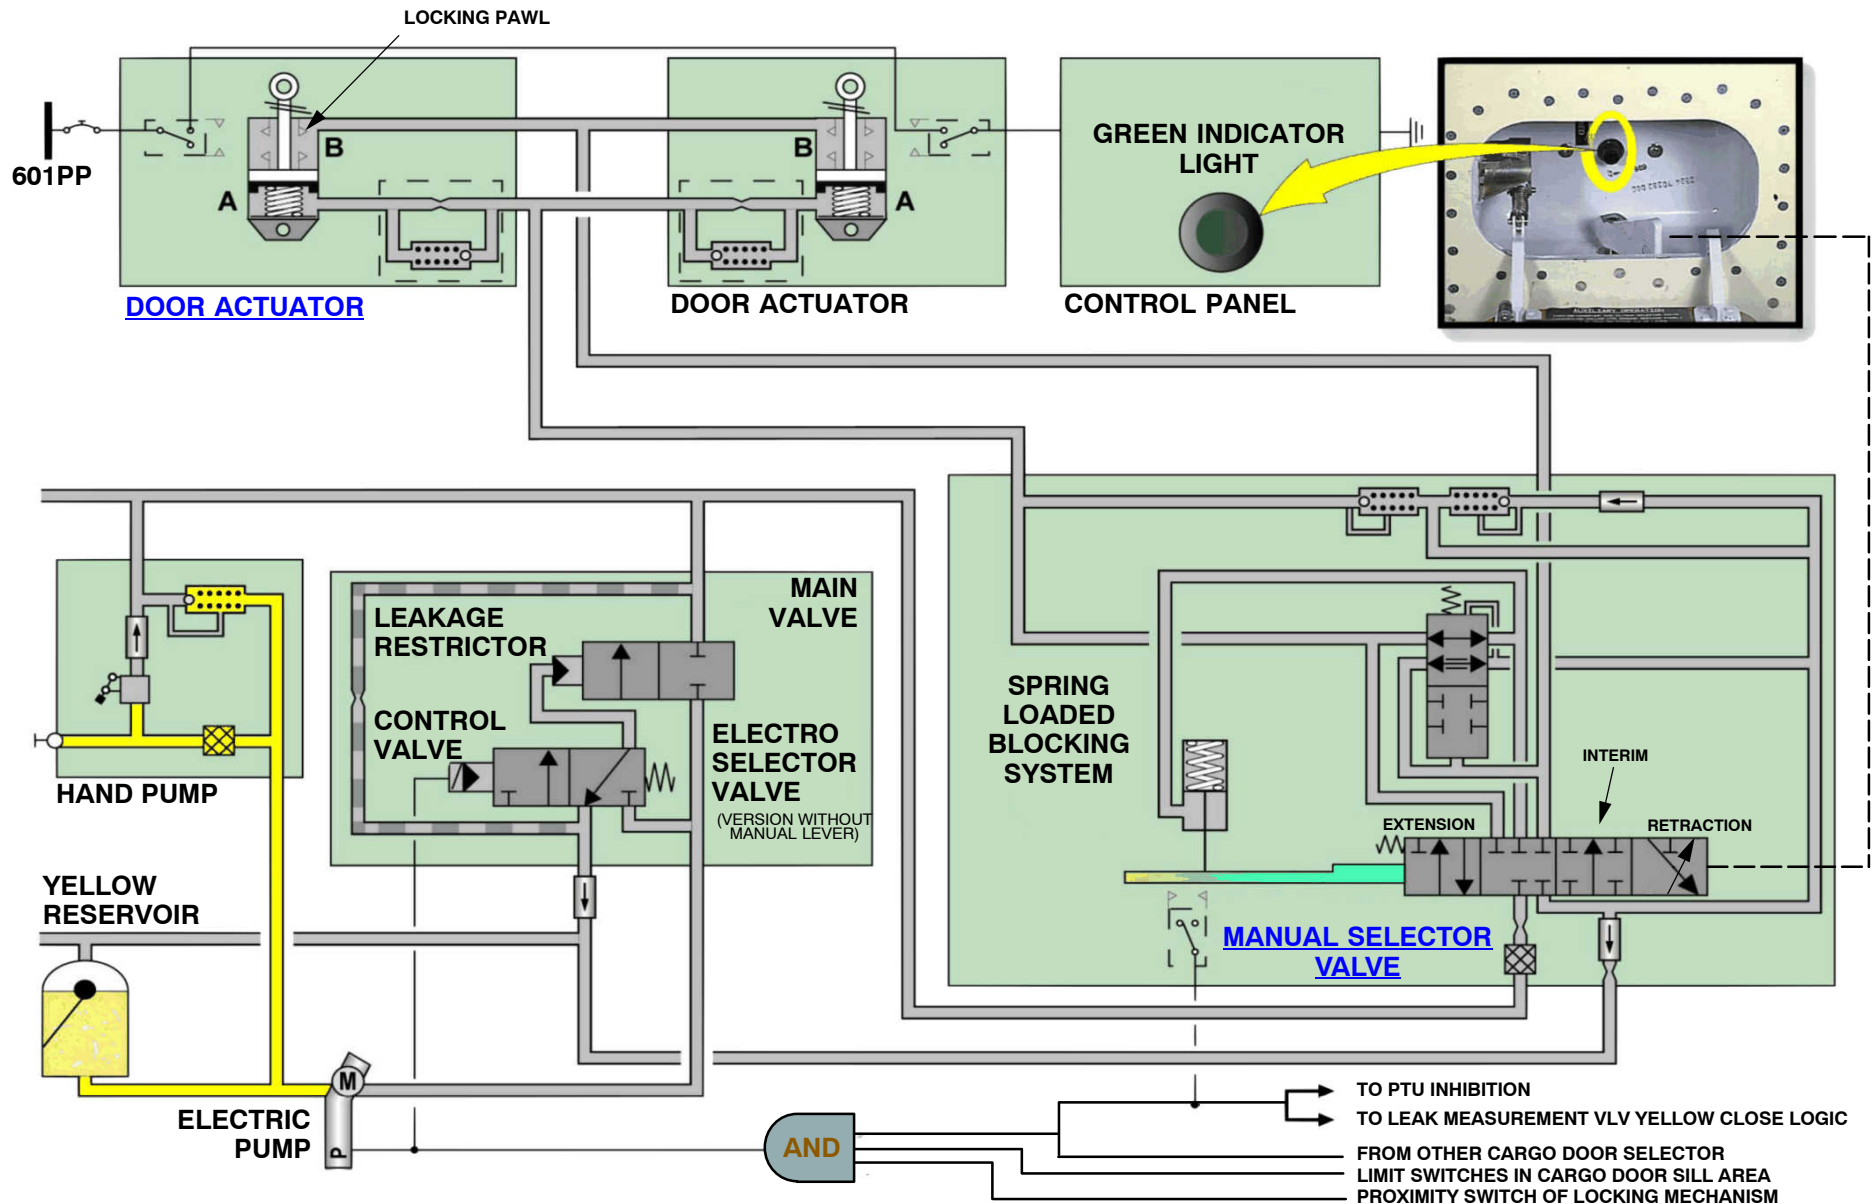 LOCKING PAWL
601PP
B
A
B
A
GREEN INDICATOR
LIGHT
DOOR ACTUATOR
DOOR ACTUATOR
CONTROL PANEL
AUXILIARY OPERATION
MAIN
VALVE
LEAKAGE
RESTRICTOR
CONTROL
VALVE
ELECTRO
SELECTOR
VALVE
(VERSION WITHOUT
MANUAL LEVER)
HAND PUMP
SPRING
LOADED
BLOCKING
SYSTEM
INTERIM
EXTENSION
RETRACTION
YELLOW
RESERVOIR
MANUAL SELECTOR
VALVE
M
P
ELECTRIC
PUMP
AND
TO PTU INHIBITION
TO LEAK MEASUREMENT VLV YELLOW CLOSE LOGIC
FROM OTHER CARGO DOOR SELECTOR
LIMIT SWITCHES IN CARGO DOOR SILL AREA
PROXIMITY SWITCH OF LOCKING MECHANISM